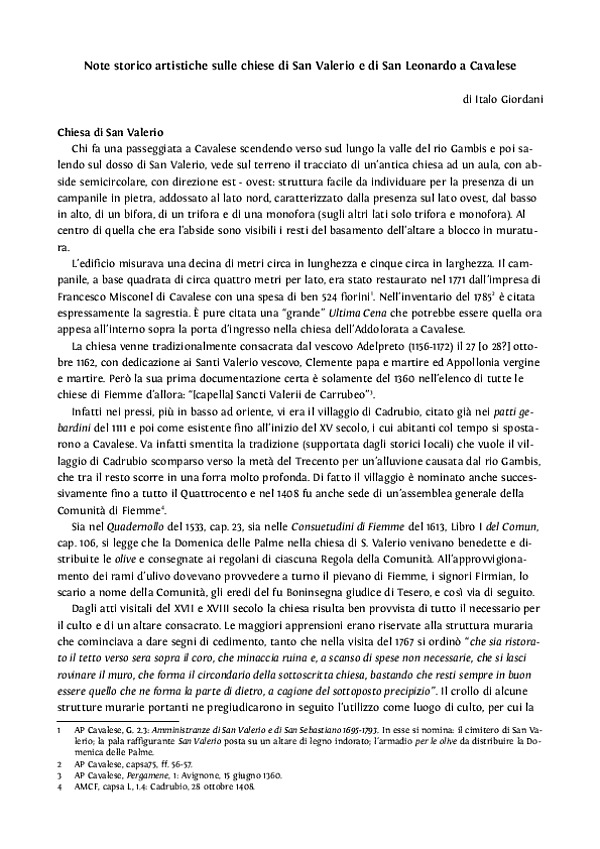 Note storico artistiche sulle chiese di San Valerio e di San Leonardo a Cavalese
di Italo Giordani
Chiesa di San Valerio
Chi fa una passeggiata a Cavalese scendendo verso sud lungo la valle del rio Gambis e poi sa-
lendo sul dosso di San Valerio, vede sul terreno il tracciato di un'antica chiesa ad un aula, con ab-
side semicircolare, con direzione est - ovest: struttura facile da individuare per la presenza di un
campanile in pietra, addossato al lato nord, caratterizzato dalla presenza sul lato ovest, dal basso
in alto, di un bifora, di un trifora e di una monofora (sugli altri lati solo trifora e monofora). Al
centro di quella che era l'abside sono visibili i resti del basamento dell'altare a blocco in muratu-
ra.
L'edificio misurava una decina di metri circa in lunghezza e cinque circa in larghezza. Il cam-
panile, a base quadrata di circa quattro metri per lato, era stato restaurato nel 1771 dall'impresa di
Francesco Misconel di Cavalese con una spesa di ben 524 fiorini¹. Nell'inventario del 1785² è citata
espressamente la sagrestia. È pure citata una "grande" Ultima Cena che potrebbe essere quella ora
appesa all'interno sopra la porta d'ingresso nella chiesa dell'Addolorata a Cavalese.
La chiesa venne tradizionalmente consacrata dal vescovo Adelpreto (1156-1172) il 27 [o 28?] otto-
bre 1162, con dedicazione ai Santi Valerio vescovo, Clemente papa e martire ed Appollonia vergine
e martire. Però la sua prima documentazione certa è solamente del 1360 nell'elenco di tutte le
chiese di Fiemme d'allora: "[capella] Sancti Valerii de Carrubeo"³.
Infatti nei pressi, più in basso ad oriente, vi era il villaggio di Cadrubio, citato già nei patti ge-
bardini del 1111 e poi come esistente fino all'inizio del XV secolo, i cui abitanti col tempo si sposta-
rono a Cavalese. Va infatti smentita la tradizione (supportata dagli storici locali) che vuole il vil-
laggio di Cadrubio scomparso verso la metà del Trecento per un'alluvione causata dal rio Gambis,
che tra il resto scorre in una forra molto profonda. Di fatto il villaggio è nominato anche succes-
sivamente fino a tutto il Quattrocento e nel 1408 fu anche sede di un'assemblea generale della
Comunità di Fiemme⁴.
Sia nel Quadernollo del 1533, cap. 23, sia nelle Consuetudini di Fiemme del 1613, Libro I del Comun,
cap. 106, si legge che la Domenica delle Palme nella chiesa di S. Valerio venivano benedette e di-
stribuite le olive e consegnate ai regolani di ciascuna Regola della Comunità. All'approvvigiona-
mento dei rami d'ulivo dovevano provvedere a turno il pievano di Fiemme, i signori Firmian, lo
scario a nome della Comunità, gli eredi del fu Boninsegna giudice di Tesero, e così via di seguito.
Dagli atti visitali del XVII e XVIII secolo la chiesa risulta ben provvista di tutto il necessario per
il culto e di un altare consacrato. Le maggiori apprensioni erano riservate alla struttura muraria
che cominciava a dare segni di cedimento, tanto che nella visita del 1767 si ordinò "che sia ristora-
to il tetto verso sera sopra il coro, che minaccia ruina e, a scanso di spese non necessarie, che si lasci
rovinare il muro, che forma il circondario della sottoscritta chiesa, bastando che resti sempre in buon
essere quello che ne forma la parte di dietro, a cagione del sottoposto precipizio". Il crollo di alcune
strutture murarie portanti ne pregiudicarono in seguito l'utilizzo come luogo di culto, per cui la
1 AP Cavalese, G. 2.3: Amministranze di San Valerio e di San Sebastiano 1695-1793. In esse si nomina: il cimitero di San Va-
lerio; la pala raffigurante San Valerio posta su un altare di legno indorato; l'armadio per le olive da distribuire la Do-
menica delle Palme.
2 AP Cavalese, capsa75, ff. 56-57.
3 AP Cavalese, Pergamene, 1: Avignone, 15 giugno 1360.
4 AMCF, capsa L, 1.4: Cadrubio, 28 ottobre 1408.